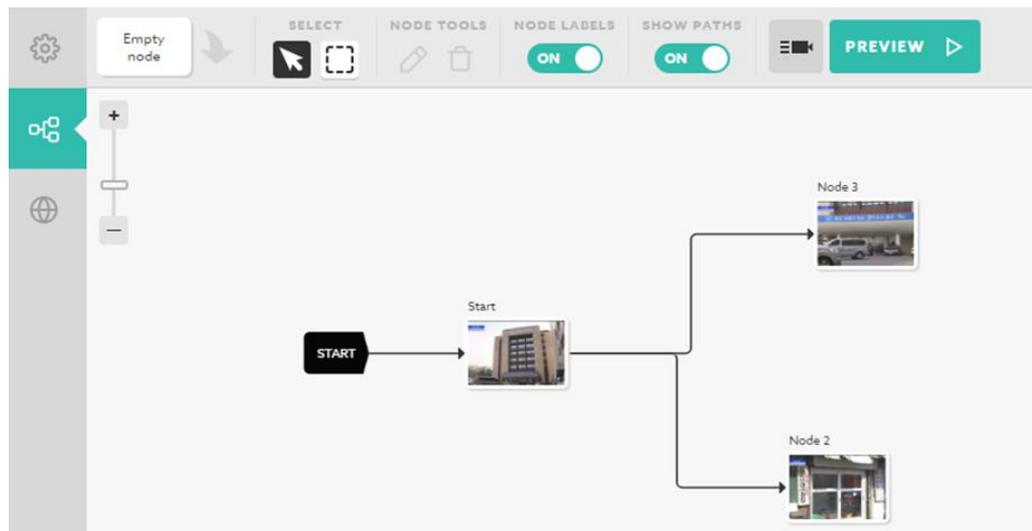 Empty
node
SELECT
NODE TOOLS
NODE LABELS
ON
SHOW PATHS
ON
PREVIEW
Node 3
Start
START
Node 2